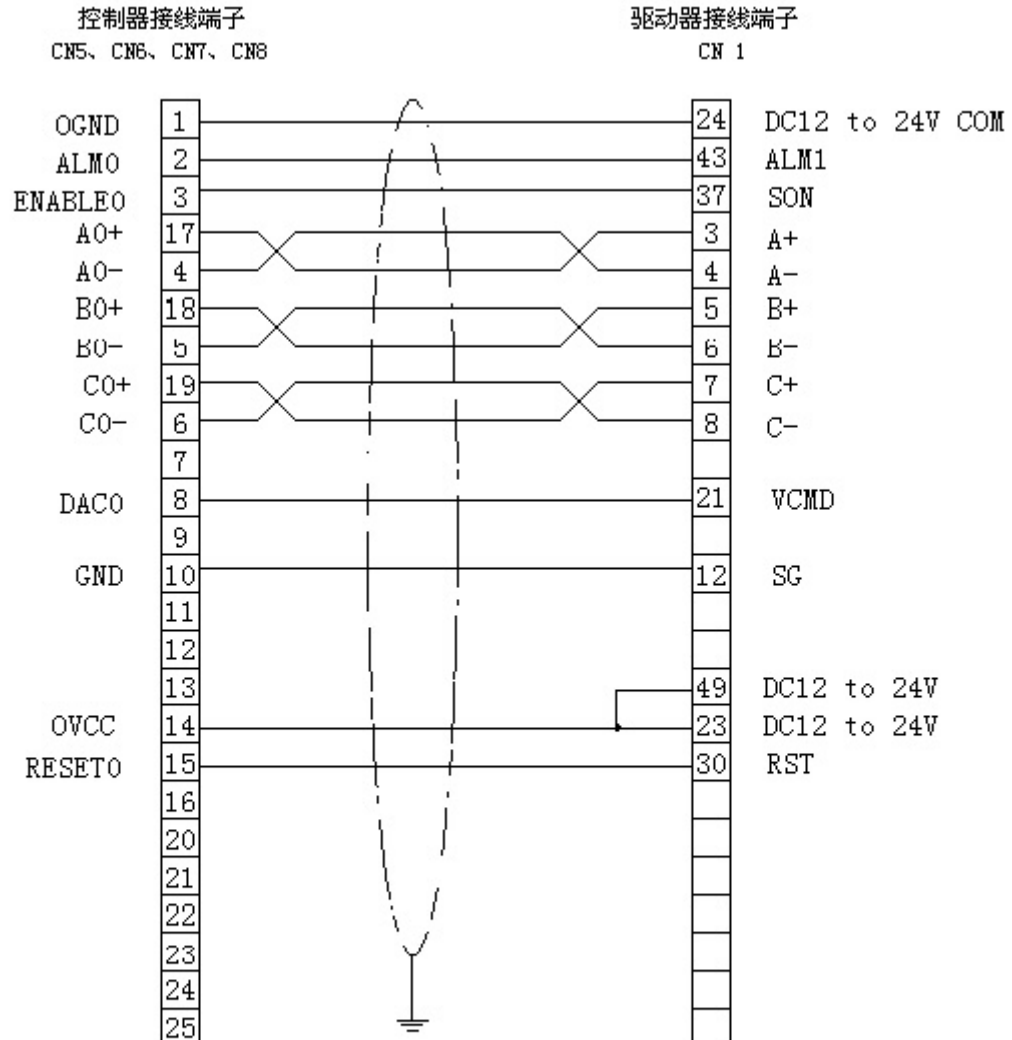 控制器接线端子 驱动器接线端子
CN5、CN6、CN7、CN8 CN 1
OGND 1 24 DC12 to 24V COM
ALM0 2 43 ALM1
ENABLE0 3 37 SON
A0+ 17 3 A+
A0- 4 4 A-
B0+ 18 5 B+
B0- 5 6 B-
C0+ 19 7 C+
C0- 6 8 C-
7
DAC0 8 21 VCMD
9
GND 10 12 SG
11
12
13 49 DC12 to 24V
OVCC 14 23 DC12 to 24V
RESET0 15 30 RST
16
20
21
22
23
24
25